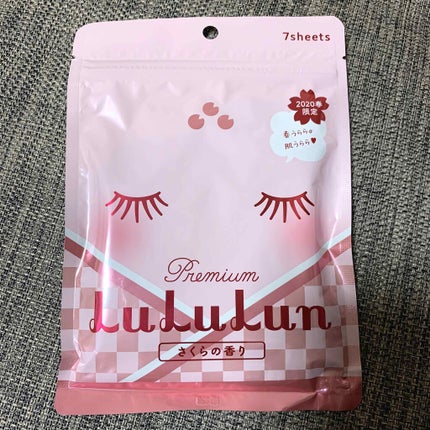 7sheets
2020春
限定
春うらら。
肌うらら♥
Premium
LuLuLun
さくらの香り